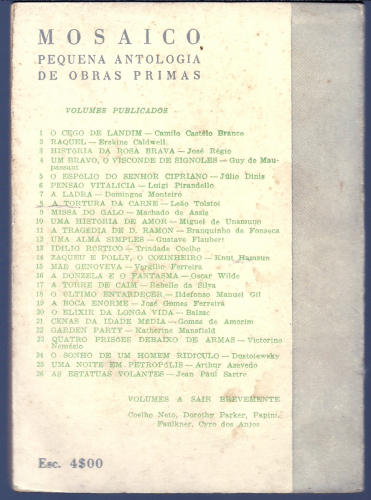 MOSAICO
PEQUENA ANTOLOGIA
DE OBRAS PRIMAS
VOLUMES PUBLICADOS
1 O CEGO DE LANDIM — Camilo Castelo Branco
2 RAQUEL — Erskine Caldwell
3 HISTÓRIA DA ROSA BRAVA — José Régio
4 UM BRAVO, O VISCONDE DE SIGNOLES — Guy de Mau-
passant
5 O ESPÓLIO DO SENHOR CIPRIANO — Júlio Dinis
6 PENSÃO VITALÍCIA — Luigi Pirandello
7 A LADRA — Domingos Monteiro
8 A TORTURA DA CARNE — Leão Tolstoi
9 MISSA DO GALO — Machado de Assis
10 UMA HISTÓRIA DE AMOR — Miguel de Unamuno
11 A TRAGÉDIA DE D. RAMON — Branquinho da Fonseca
12 UMA ALMA SIMPLES — Gustave Flaubert
13 IDÍLIO RÚSTICO — Trindade Coelho
14 ZAQUEU E POLLY, O COZINHEIRO — Knut Hamsun
15 MÃE GENOVEVA — Vergílio Ferreira
16 A DONZELA E O FANTASMA — Oscar Wilde
17 A TORRE DE CAIM — Rebello da Silva
18 O ÚLTIMO ENTARDECER — Ildefonso Manuel Gil
19 A BOCA ENORME — José Gomes Ferreira
20 O ELIXIR DA LONGA VIDA — Balzac
21 CENAS DA IDADE MÉDIA — Gomes de Amorim
22 GARDEN PARTY — Katherine Mansfield
23 QUATRO PRISÕES DEBAIXO DE ARMAS — Victorino
Nemésio
24 O SONHO DE UM HOMEM RIDÍCULO — Dostoiewsky
25 UMA NOITE EM PETRÓPOLIS — Arthur Azevedo
26 AS ESTÁTUAS VOLANTES — Jean Paul Sartre
VOLUMES A SAIR BREVEMENTE
Coelho Neto, Dorothy Parker, Papini,
Faulkner, Cyro dos Anjos
Esc. 4$00